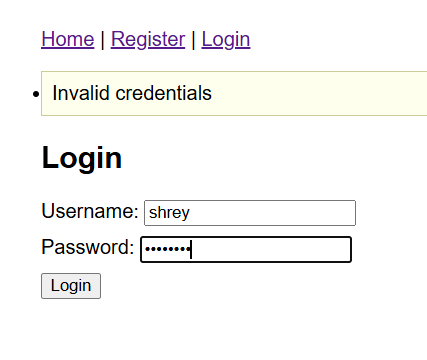 Home | Register | Login
• Invalid credentials
Login
Username: shrey
Password: ••••••••
Login